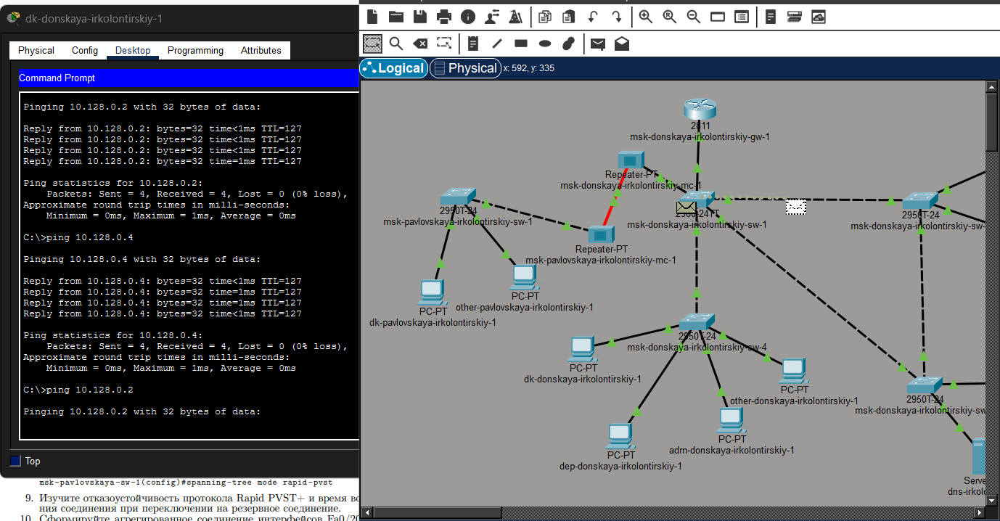 dk-donskaya-irkolontirskiy-1
Physical Config Desktop Programming Attributes
Command Prompt
Pinging 10.128.0.2 with 32 bytes of data:
Reply from 10.128.0.2: bytes=32 time<1ms TTL=127
Reply from 10.128.0.2: bytes=32 time<1ms TTL=127
Reply from 10.128.0.2: bytes=32 time<1ms TTL=127
Reply from 10.128.0.2: bytes=32 time=1ms TTL=127
Ping statistics for 10.128.0.2:
Packets: Sent = 4, Received = 4, Lost = 0 (0% loss),
Approximate round trip times in milli-seconds:
Minimum = 0ms, Maximum = 1ms, Average = 0ms
C:\>ping 10.128.0.4
Pinging 10.128.0.4 with 32 bytes of data:
Reply from 10.128.0.4: bytes=32 time<1ms TTL=127
Reply from 10.128.0.4: bytes=32 time=1ms TTL=127
Reply from 10.128.0.4: bytes=32 time<1ms TTL=127
Reply from 10.128.0.4: bytes=32 time<1ms TTL=127
Ping statistics for 10.128.0.4:
Packets: Sent = 4, Received = 4, Lost = 0 (0% loss),
Approximate round trip times in milli-seconds:
Minimum = 0ms, Maximum = 1ms, Average = 0ms
C:\>ping 10.128.0.2
Pinging 10.128.0.2 with 32 bytes of data:
Top
msk-pavlovskaya-sw-1(config)#spanning-tree mode rapid-pvst
9. Изучите отказоустойчивость протокола Rapid PVST+ и время вос
ния соединения при переключении на резервное соединение.
10. Сформируйте агрегированное соединение интерфейсов Fa0/20
Logical Physical x: 592, y: 335
2811
msk-donskaya-irkolontirskiy-gw-1
Repeater-PT
msk-donskaya-irkolontirskiy-mc-1
2950T-24
msk-pavlovskaya-irkolontirskiy-sw-1
msk-donskaya-irkolontirskiy-sw-1
2950T-24
msk-donskaya-irkolontirskiy-sw-
Repeater-PT
msk-pavlovskaya-irkolontirskiy-mc-1
PC-PT
dk-pavlovskaya-irkolontirskiy-1
PC-PT
other-pavlovskaya-irkolontirskiy-1
2950T-24
msk-donskaya-irkolontirskiy-sw-4
PC-PT
dk-donskaya-irkolontirskiy-1
PC-PT
other-donskaya-irkolontirskiy-1
2950T-24
msk-donskaya-irkolontirskiy-sw
PC-PT
adm-donskaya-irkolontirskiy-1
PC-PT
dep-donskaya-irkolontirskiy-1
Serve
dns-irkolo